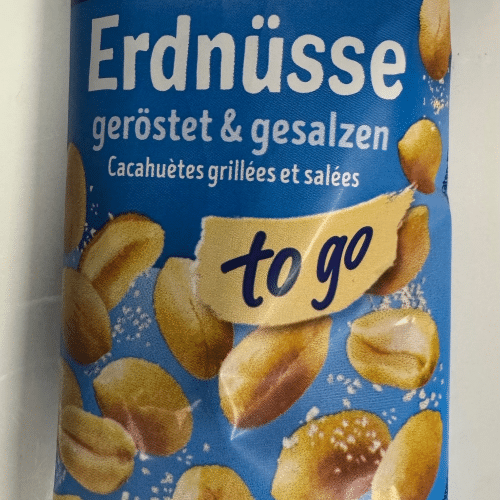 Erdnüsse
geröstet & gesalzen
Cacahuètes grillées et salées
to go